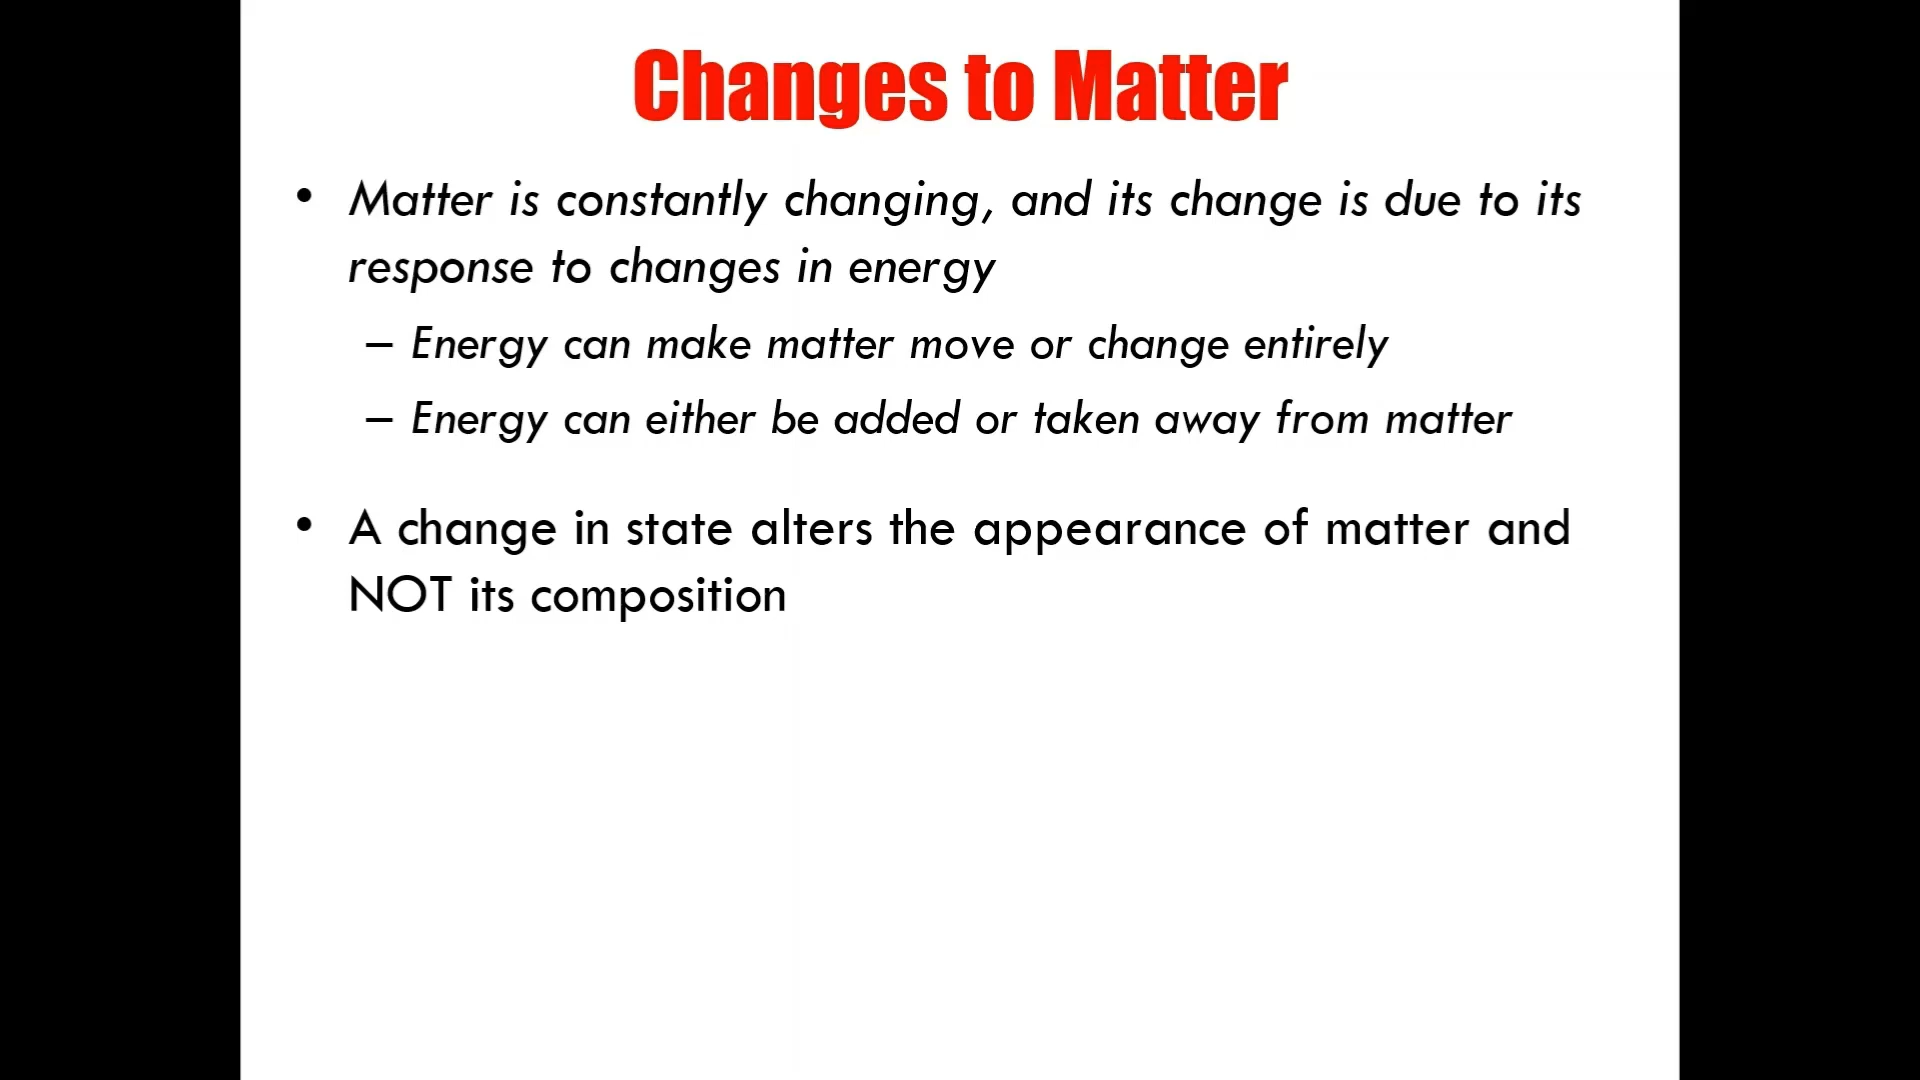 Changes to Matter
• Matter is constantly changing, and its change is due to its
response to changes in energy
– Energy can make matter move or change entirely
– Energy can either be added or taken away from matter
• A change in state alters the appearance of matter and
NOT its composition